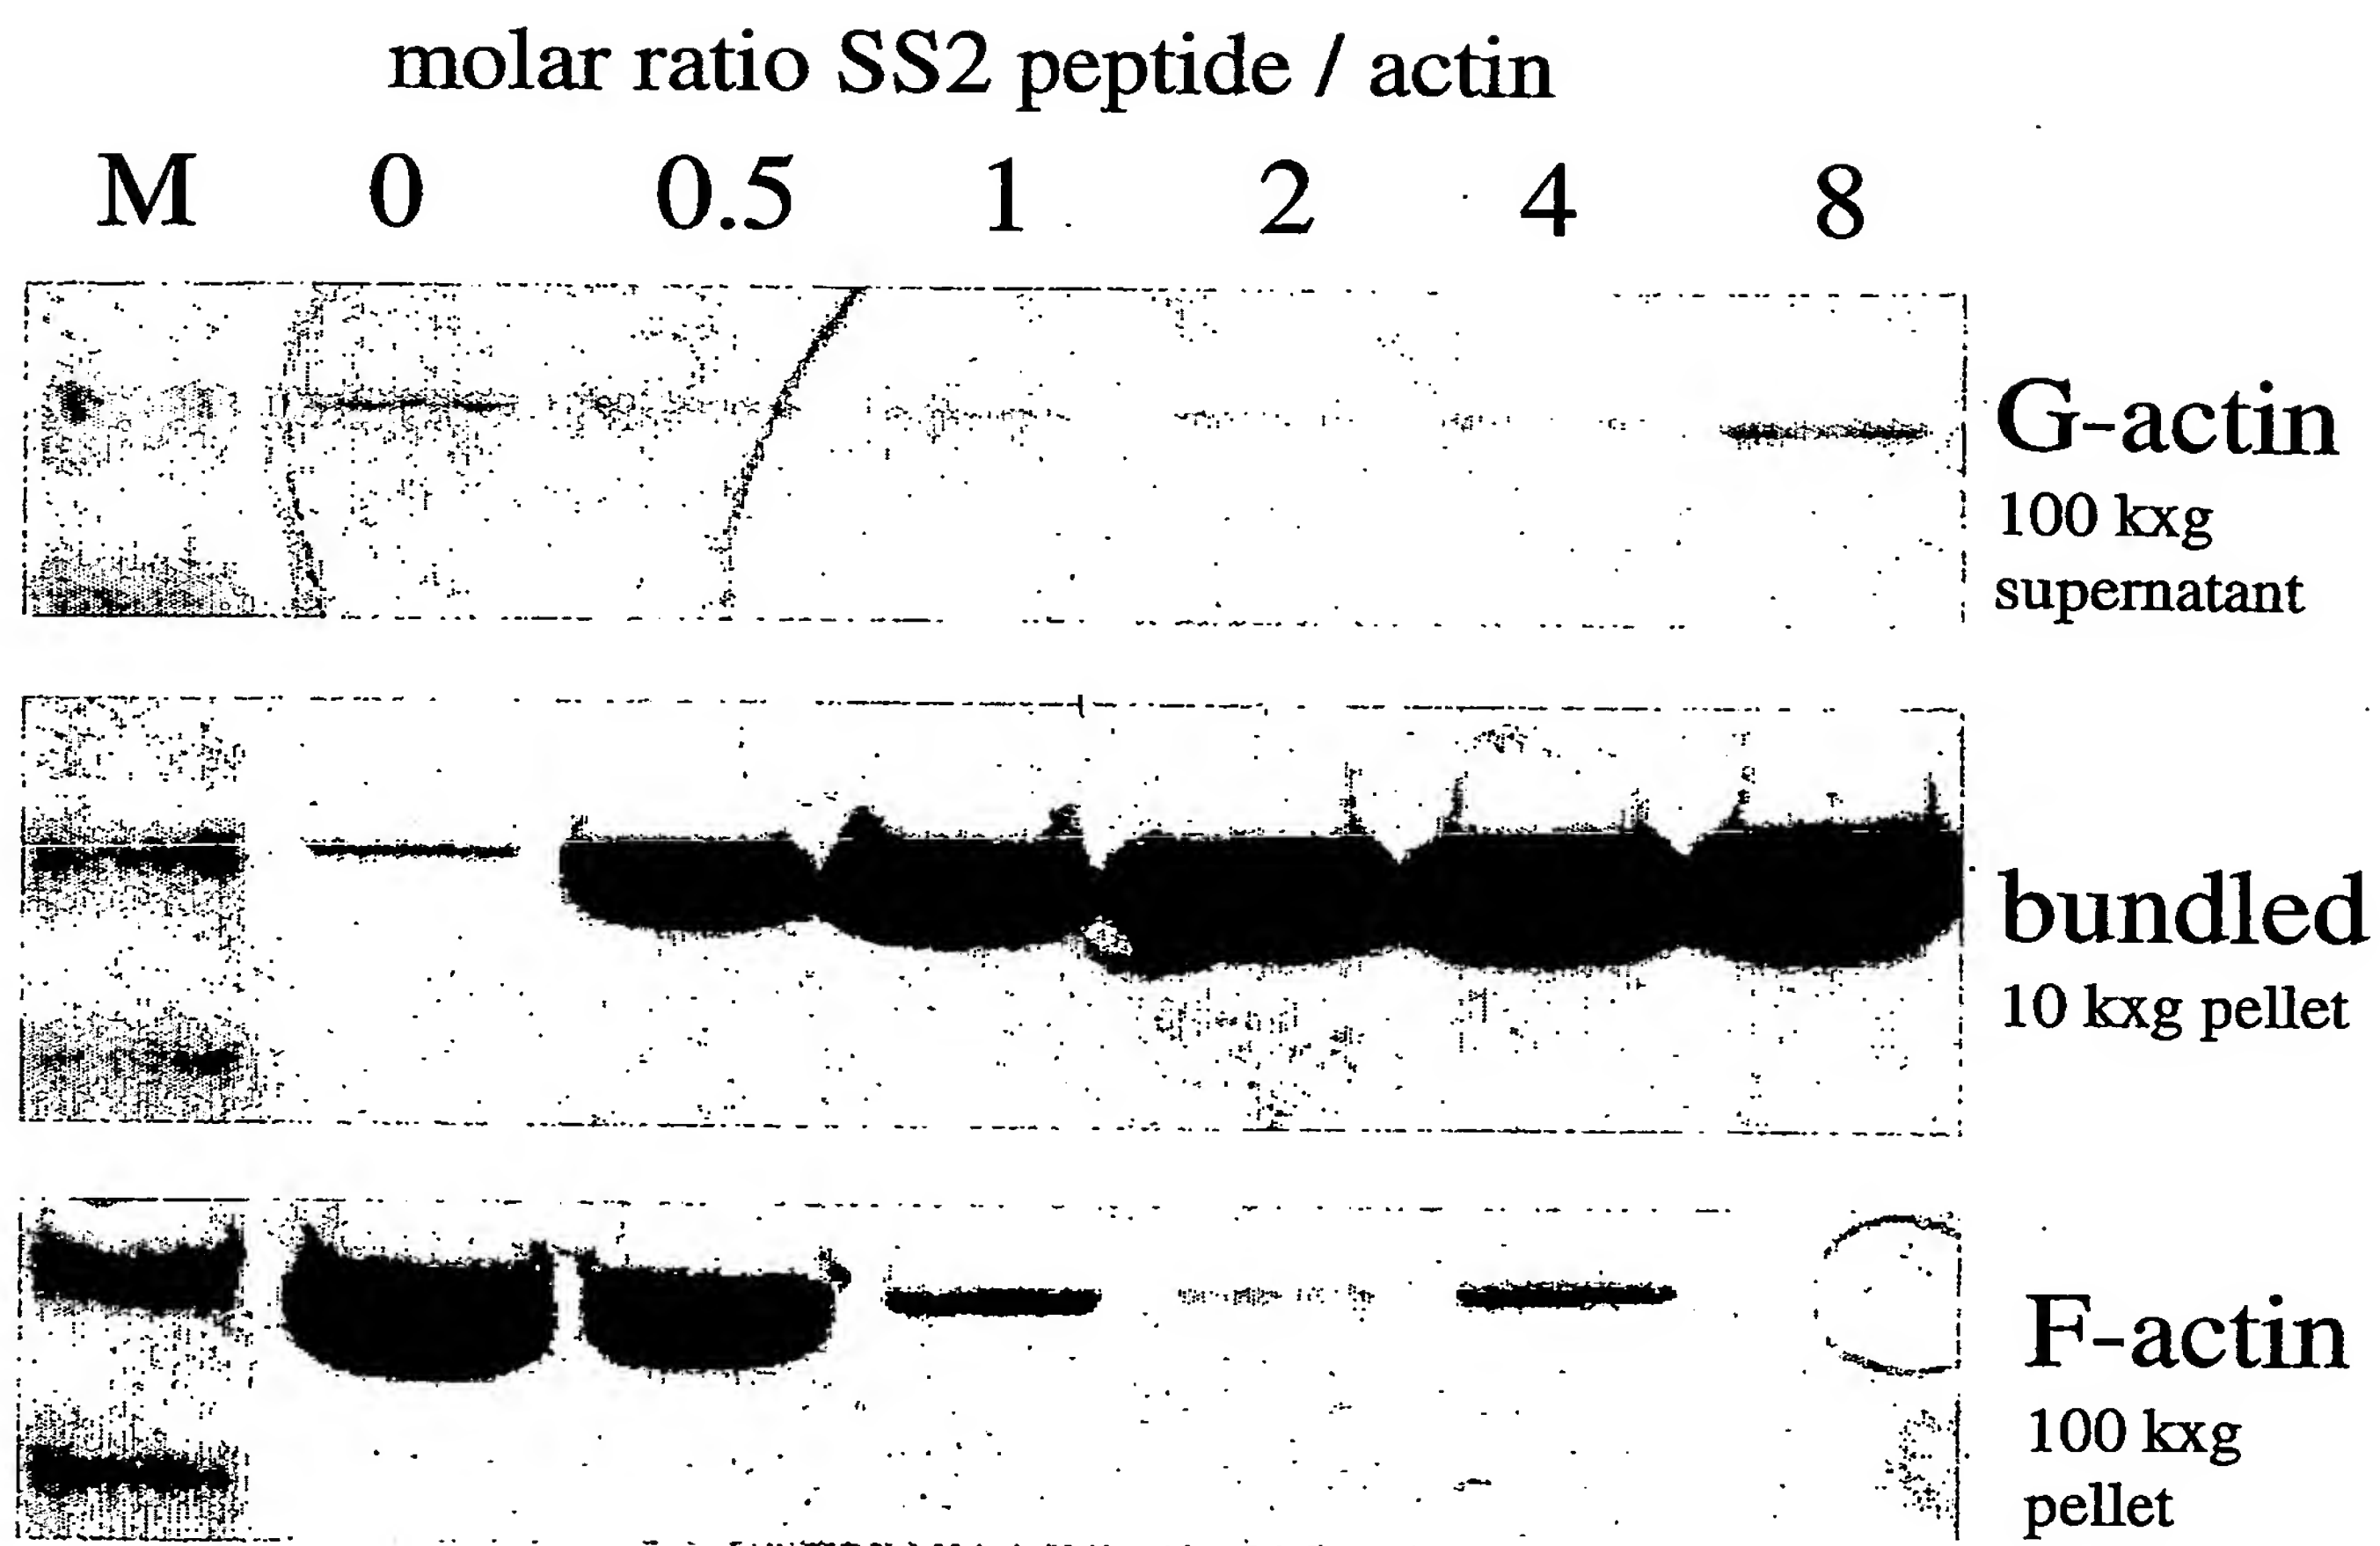 molar ratio SS2 peptide / actin
M 0 0.5 1 2 4 8
G-actin
100 kxg
supernatant
bundled
10 kxg pellet
F-actin
100 kxg
pellet